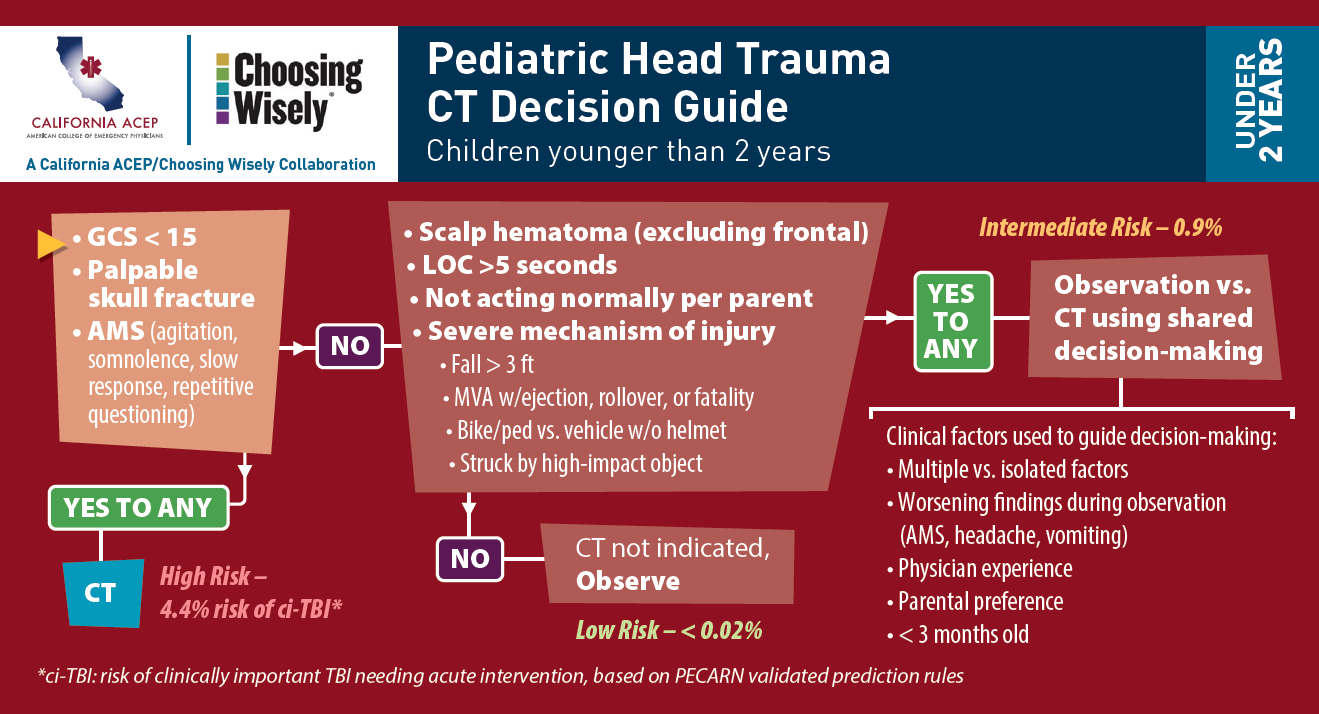 CALIFORNIA ACEP
AMERICAN COLLEGE OF EMERGENCY PHYSICIANS
Choosing
Wisely®
A California ACEP/Choosing Wisely Collaboration
Pediatric Head Trauma
CT Decision Guide
Children younger than 2 years
UNDER
2 YEARS
• GCS < 15
• Palpable
skull fracture
• AMS (agitation,
somnolence, slow
response, repetitive
questioning)
NO
• Scalp hematoma (excluding frontal)
• LOC >5 seconds
• Not acting normally per parent
• Severe mechanism of injury
• Fall > 3 ft
• MVA w/ejection, rollover, or fatality
• Bike/ped vs. vehicle w/o helmet
• Struck by high-impact object
Intermediate Risk – 0.9%
YES
TO
ANY
Observation vs.
CT using shared
decision-making
Clinical factors used to guide decision-making:
• Multiple vs. isolated factors
• Worsening findings during observation
(AMS, headache, vomiting)
• Physician experience
• Parental preference
• < 3 months old
YES TO ANY
CT
High Risk –
4.4% risk of ci-TBI*
NO
CT not indicated,
Observe
Low Risk – < 0.02%
*ci-TBI: risk of clinically important TBI needing acute intervention, based on PECARN validated prediction rules